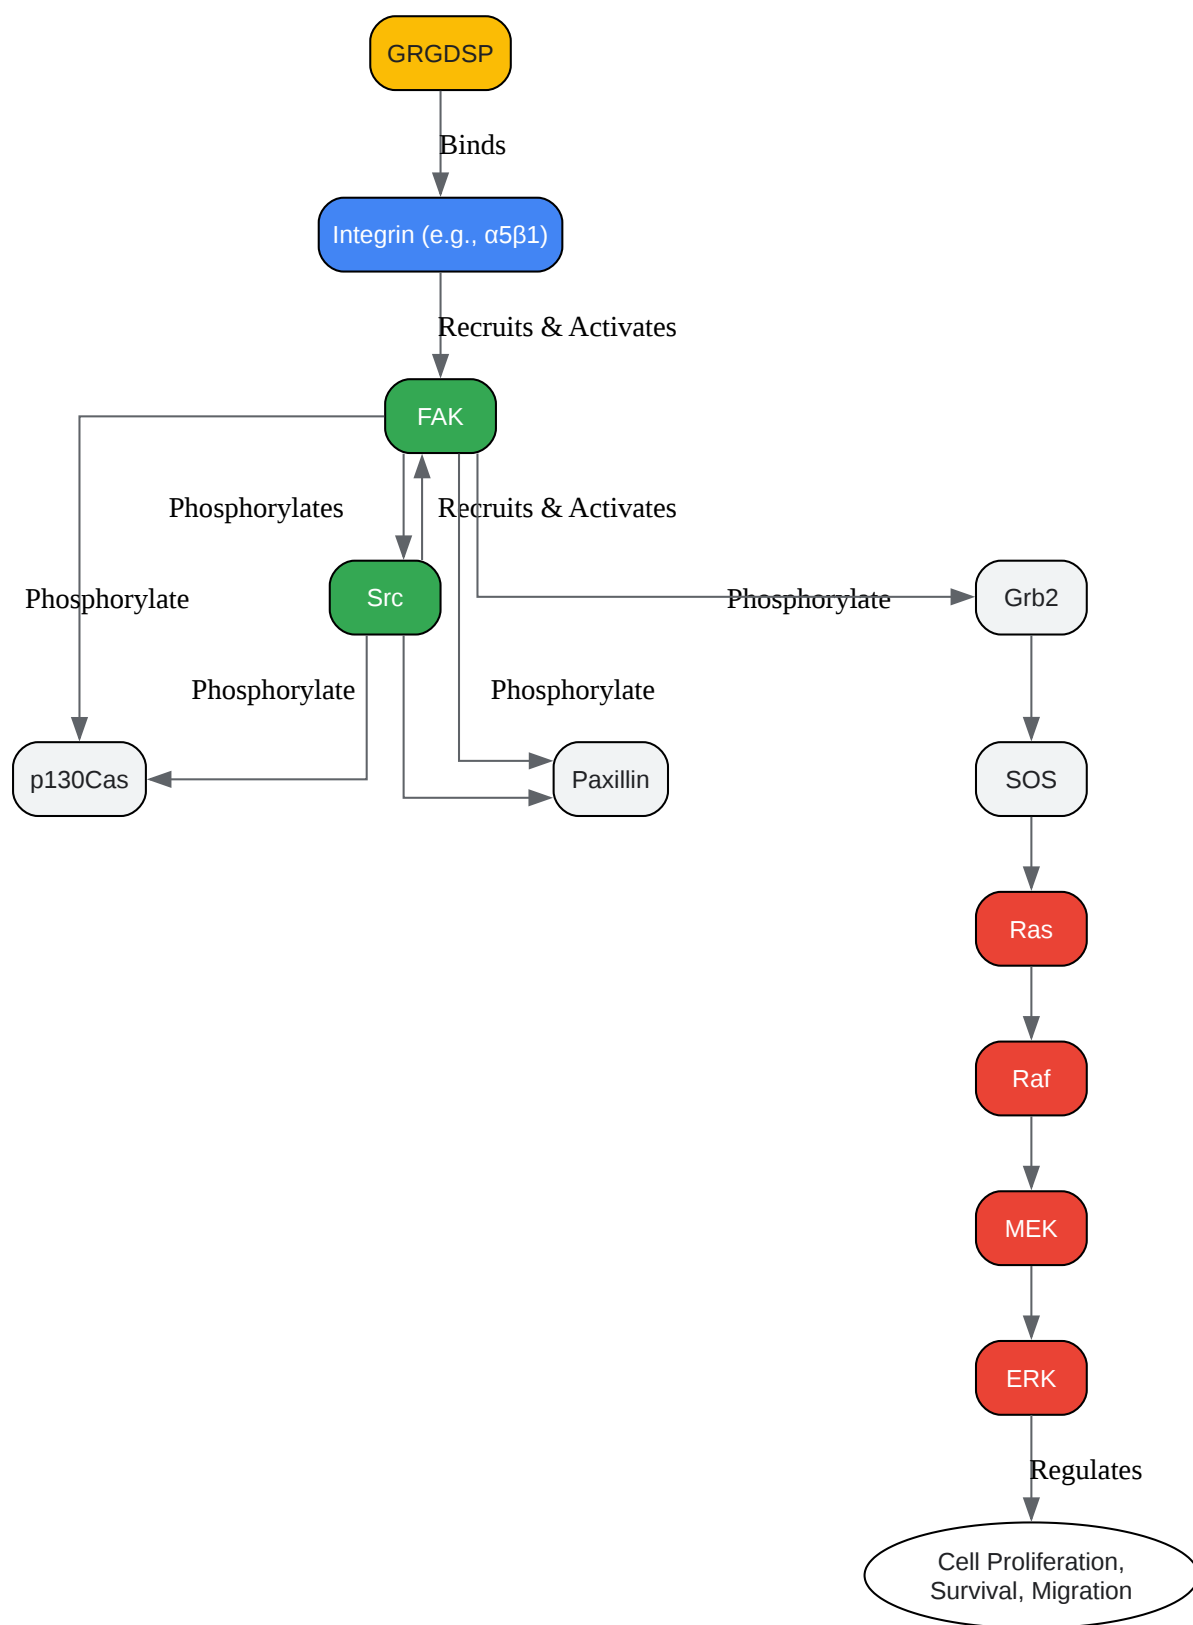 GRGDSP
Binds
Integrin (e.g., α5β1)
Recruits & Activates
FAK
Phosphorylates
Recruits & Activates
Phosphorylate
Src
Phosphorylate
Grb2
Phosphorylate
Phosphorylate
p130Cas
Paxillin
SOS
Ras
Raf
MEK
ERK
Regulates
Cell Proliferation,
Survival, Migration